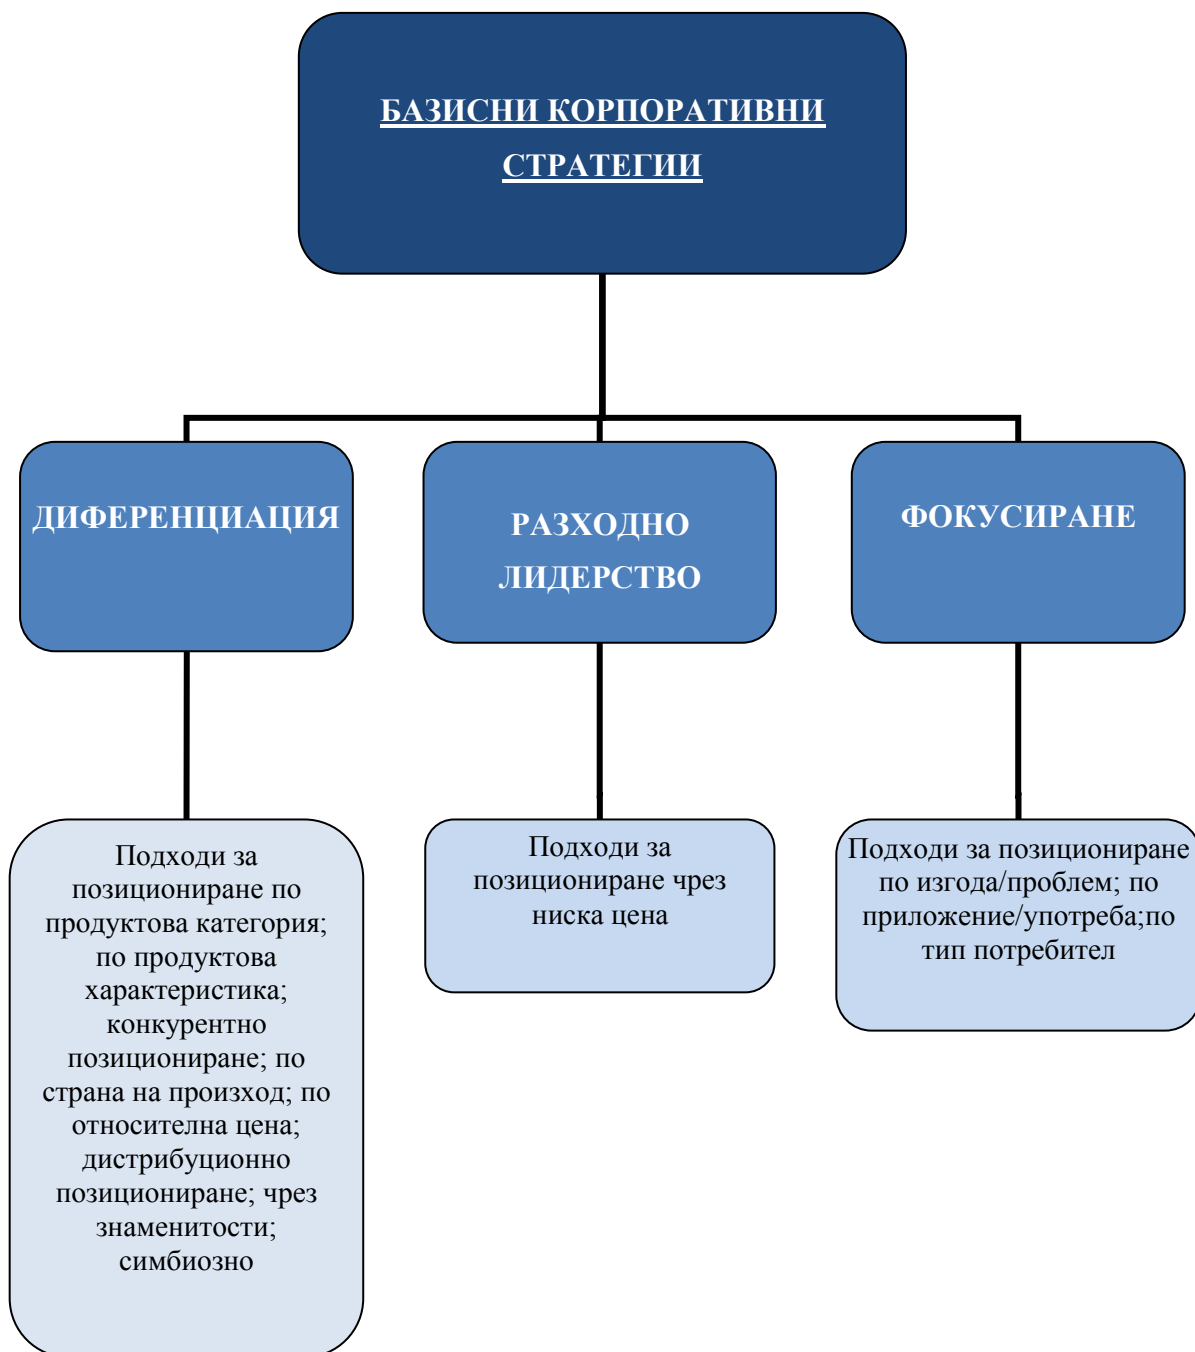 БАЗИСНИ КОРПОРАТИВНИ
СТРАТЕГИИ
ДИФЕРЕНЦИАЦИЯ
РАЗХОДНО
ЛИДЕРСТВО
ФОКУСИРАНЕ
Подходи за
позициониране по
продуктова категория;
по продуктова
характеристика;
конкурентно
позициониране; по
страна на произход; по
относителна цена;
дистрибуционно
позициониране; чрез
знаменитости;
симбиозно
Подходи за
позициониране чрез
ниска цена
Подходи за позициониране
по изгода/проблем; по
приложение/употреба;по
тип потребител